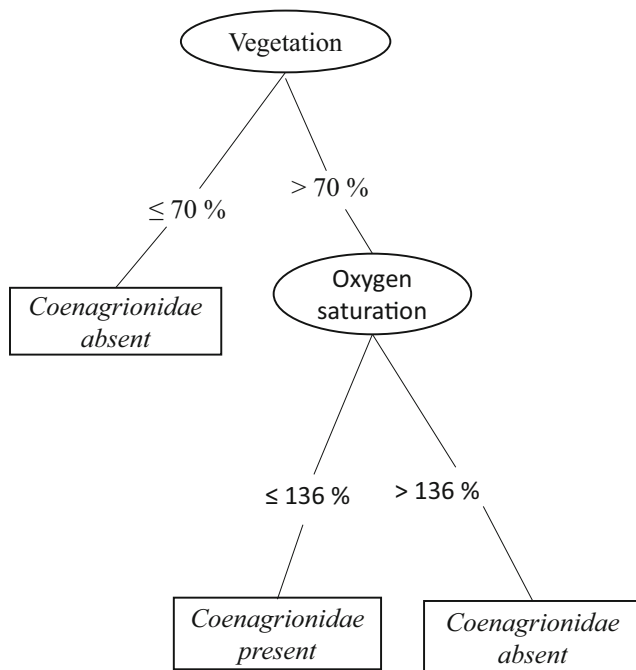 Vegetation
≤ 70 %
> 70 %
Coenagrionidae
absent
Oxygen
saturation
≤ 136 %
> 136 %
Coenagrionidae
present
Coenagrionidae
absent